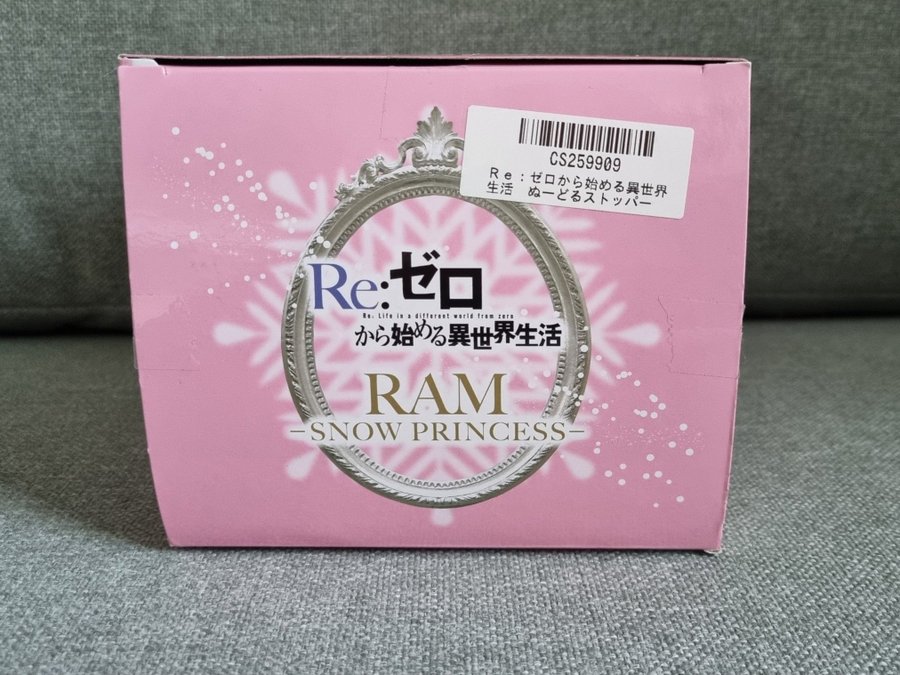 CS259909
Ｒｅ：ゼロから始める異世界
生活　ぬーどるストッパー
Re:ゼロ
Re: Life in a different world from zero
から始める異世界生活
RAM
-SNOW PRINCESS-